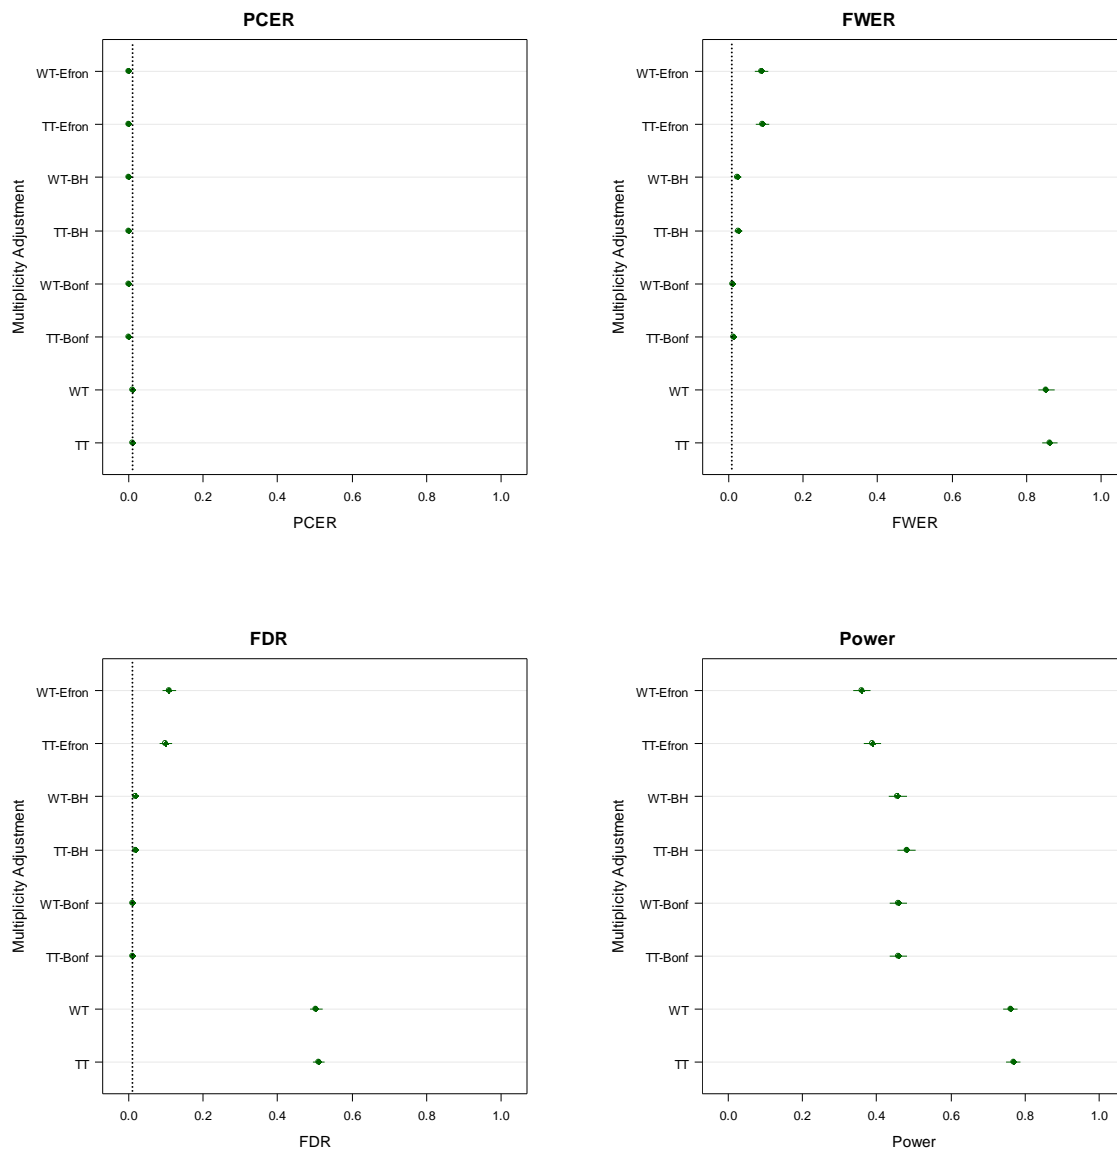 PCER
Multiplicity Adjustment
WT-Efron
TT-Efron
WT-BH
TT-BH
WT-Bonf
TT-Bonf
WT
TT
0.0 0.2 0.4 0.6 0.8 1.0
PCER
FWER
Multiplicity Adjustment
WT-Efron
TT-Efron
WT-BH
TT-BH
WT-Bonf
TT-Bonf
WT
TT
0.0 0.2 0.4 0.6 0.8 1.0
FWER
FDR
Multiplicity Adjustment
WT-Efron
TT-Efron
WT-BH
TT-BH
WT-Bonf
TT-Bonf
WT
TT
0.0 0.2 0.4 0.6 0.8 1.0
FDR
Power
Multiplicity Adjustment
WT-Efron
TT-Efron
WT-BH
TT-BH
WT-Bonf
TT-Bonf
WT
TT
0.0 0.2 0.4 0.6 0.8 1.0
Power